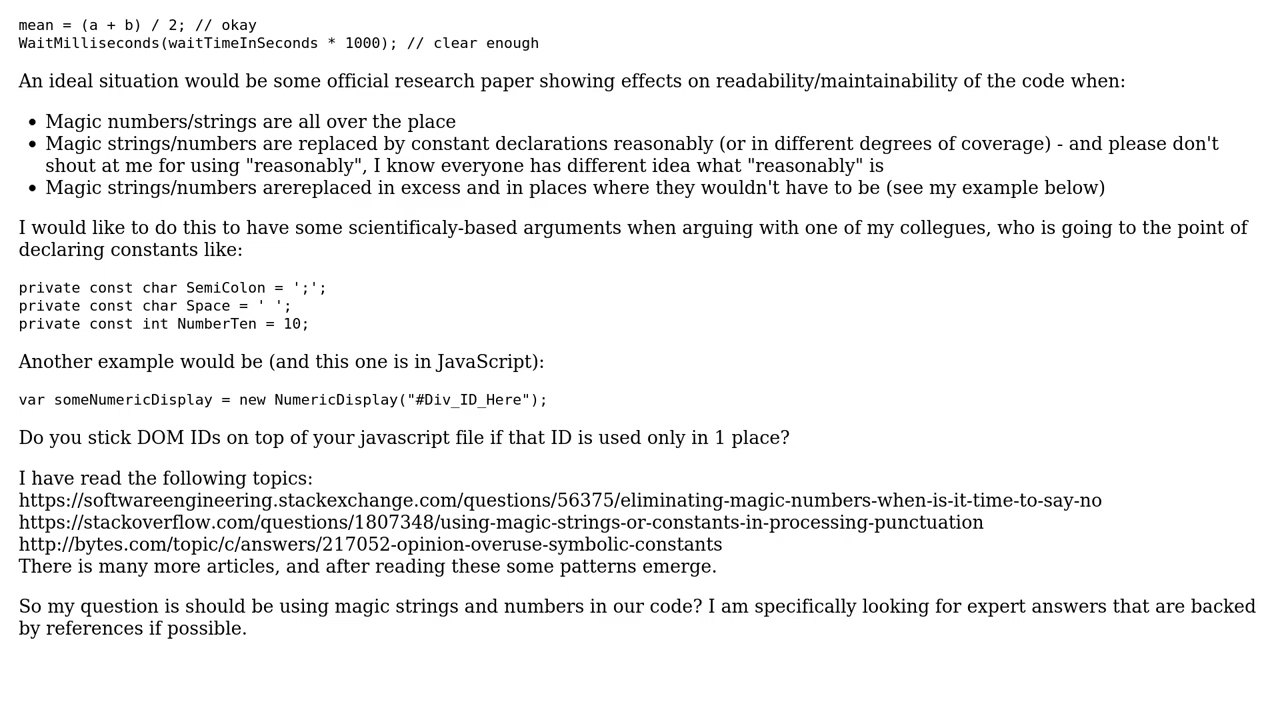 mean = (a + b) / 2; // okay
WaitMilliseconds(waitTimeInSeconds * 1000); // clear enough
An ideal situation would be some official research paper showing effects on readability/maintainability of the code when:
• Magic numbers/strings are all over the place
• Magic strings/numbers are replaced by constant declarations reasonably (or in different degrees of coverage) - and please don't
shout at me for using "reasonably", I know everyone has different idea what "reasonably" is
• Magic strings/numbers arereplaced in excess and in places where they wouldn't have to be (see my example below)
I would like to do this to have some scientificaly-based arguments when arguing with one of my collegues, who is going to the point of
declaring constants like:
private const char SemiColon = ';';
private const char Space = ' ';
private const int NumberTen = 10;
Another example would be (and this one is in JavaScript):
var someNumericDisplay = new NumericDisplay("#Div_ID_Here");
Do you stick DOM IDs on top of your javascript file if that ID is used only in 1 place?
I have read the following topics:
https://softwareengineering.stackexchange.com/questions/56375/eliminating-magic-numbers-when-is-it-time-to-say-no
https://stackoverflow.com/questions/1807348/using-magic-strings-or-constants-in-processing-punctuation
http://bytes.com/topic/c/answers/217052-opinion-overuse-symbolic-constants
There is many more articles, and after reading these some patterns emerge.
So my question is should be using magic strings and numbers in our code? I am specifically looking for expert answers that are backed
by references if possible.